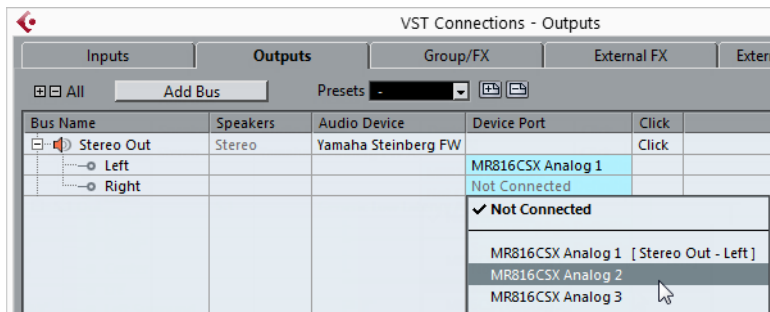 VST Connections - Outputs
Inputs Outputs Group/FX External FX
All Add Bus Presets -
Bus Name Speakers Audio Device Device Port Click
Stereo Out Stereo Yamaha Steinberg FW Click
Left MR816CSX Analog 1
Right Not Connected
✓ Not Connected
MR816CSX Analog 1 [ Stereo Out - Left ]
MR816CSX Analog 2
MR816CSX Analog 3